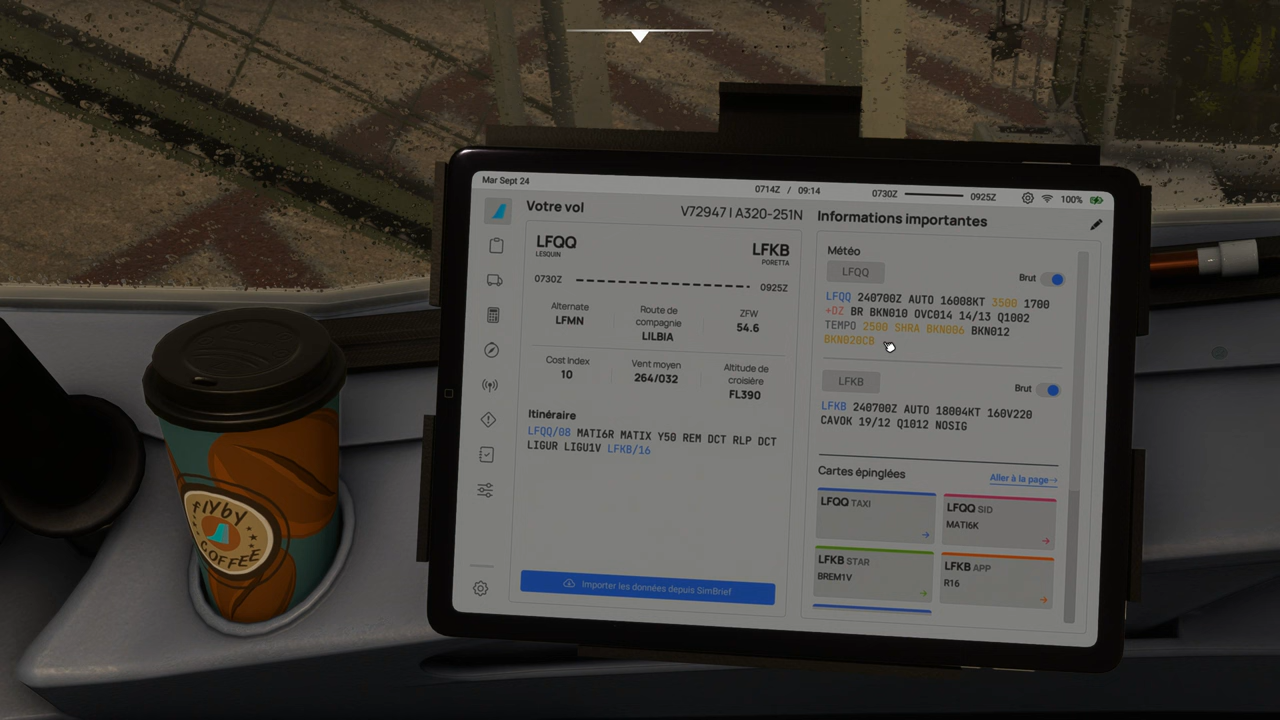 Mar Sept 24
0714Z / 09:14
0730Z
0925Z
100%
Votre vol
V72947 | A320-251N
LFQQ
LESQUIN
LFKB
PORETTA
0730Z
0925Z
Alternate
LFMN
Route de
compagnie
LILBIA
ZFW
54.6
Cost Index
10
Vent moyen
264/032
Altitude de
croisière
FL390
Itinéraire
LFQQ/08 MATI6R MATIX Y50 REM DCT RLP DCT
LIGUR LIGU1V LFKB/16
Importer les données depuis SimBrief
Informations importantes
Météo
LFQQ
Brut
LFQQ 240700Z AUTO 16008KT 3500 1700
+DZ BR BKN010 OVC014 14/13 Q1002
TEMPO 2500 SHRA BKN006 BKN012
BKN020CB
LFKB
Brut
LFKB 240700Z AUTO 18004KT 160V220
CAVOK 19/12 Q1012 NOSIG
Cartes épinglées
Aller à la page→
LFQQ TAXI
LFQQ SID
MATI6K
LFKB STAR
BREM1V
LFKB APP
R16
flyby
COFFEE